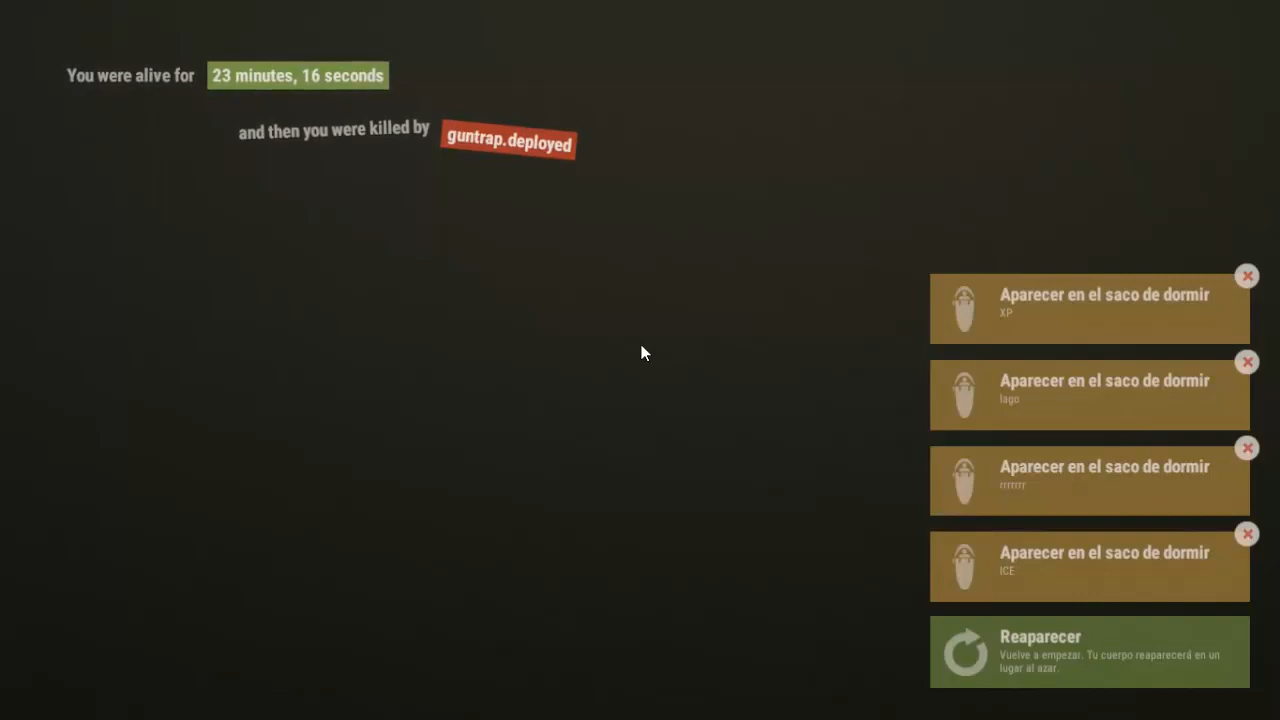 You were alive for 23 minutes, 16 seconds
and then you were killed by guntrap.deployed
Aparecer en el saco de dormir
XP
Aparecer en el saco de dormir
lago
Aparecer en el saco de dormir
rrrrrrr
Aparecer en el saco de dormir
ICE
Reaparecer
Vuelve a empezar. Tu cuerpo reaparecerá en un
lugar al azar.